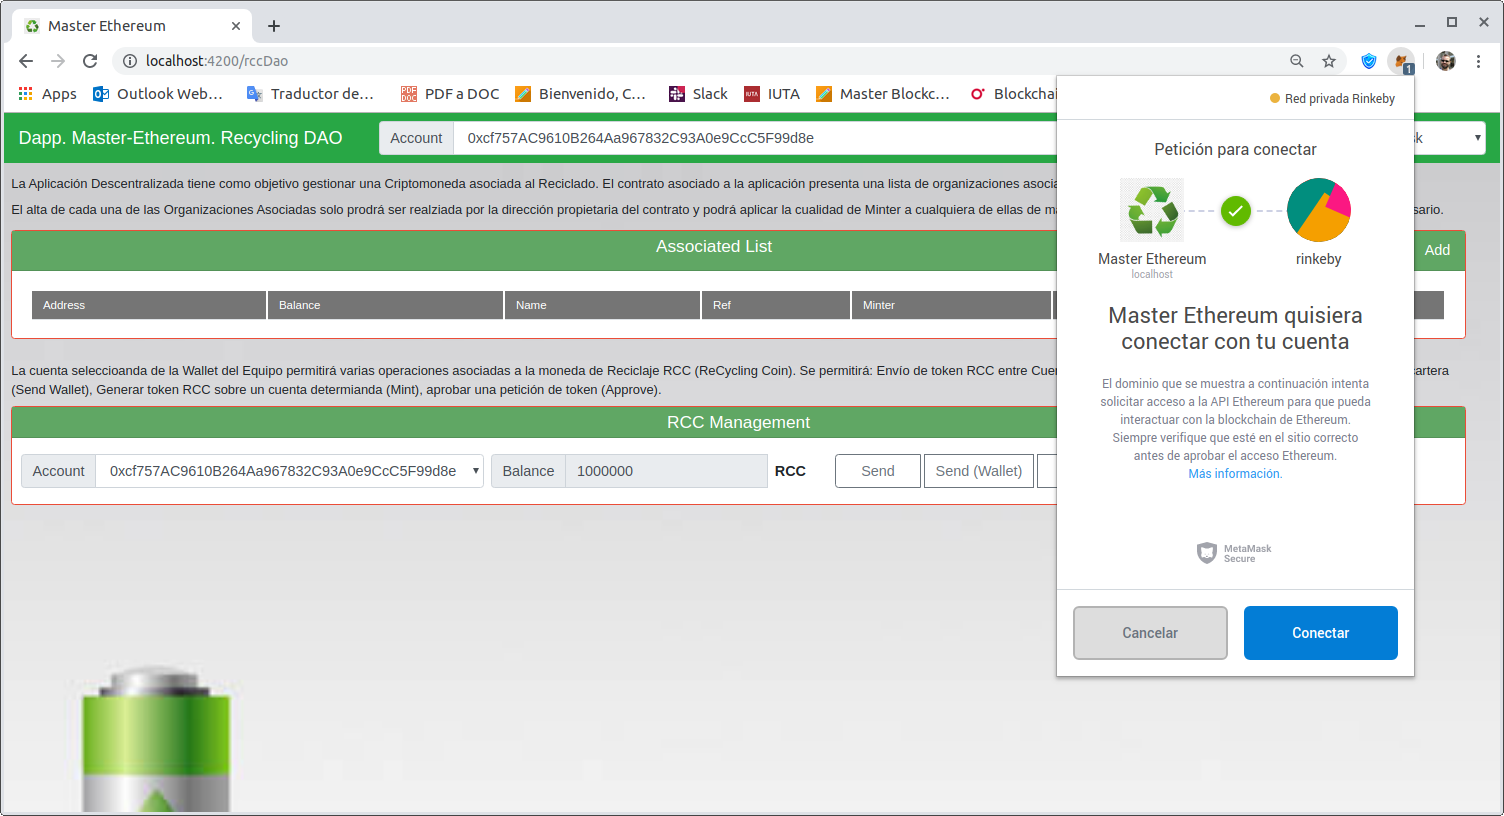 Master Ethereum
localhost:4200/rccDao
1
Apps
Outlook Web...
Traductor de...
PDF a DOC
Bienvenido, C...
Slack
IUTA
Master Blockc...
Blockchai
Dapp. Master-Ethereum. Recycling DAO
Account
0xcf757AC9610B264Aa967832C93A0e9CcC5F99d8e
sk
La Aplicación Descentralizada tiene como objetivo gestionar una Criptomoneda asociada al Reciclado. El contrato asociado a la aplicación presenta una lista de organizaciones asocia
El alta de cada una de las Organizaciones Asociadas solo prodrá ser realziada por la dirección propietaria del contrato y podrá aplicar la cualidad de Minter a cualquiera de ellas de ma
sario.
Associated List
Add
Address
Balance
Name
Ref
Minter
La cuenta seleccioanda de la Wallet del Equipo permitirá varias operaciones asociadas a la moneda de Reciclaje RCC (ReCycling Coin). Se permitirá: Envío de token RCC entre Cuen
cartera
(Send Wallet), Generar token RCC sobre un cuenta determianda (Mint), aprobar una petición de token (Approve).
RCC Management
Account
0xcf757AC9610B264Aa967832C93A0e9CcC5F99d8e
Balance
1000000
RCC
Send
Send (Wallet)
Red privada Rinkeby
Petición para conectar
Master Ethereum
localhost
rinkeby
Master Ethereum quisiera
conectar con tu cuenta
El dominio que se muestra a continuación intenta
solicitar acceso a la API Ethereum para que pueda
interactuar con la blockchain de Ethereum.
Siempre verifique que esté en el sitio correcto
antes de aprobar el acceso Ethereum.
Más información.
MetaMask
Secure
Cancelar
Conectar